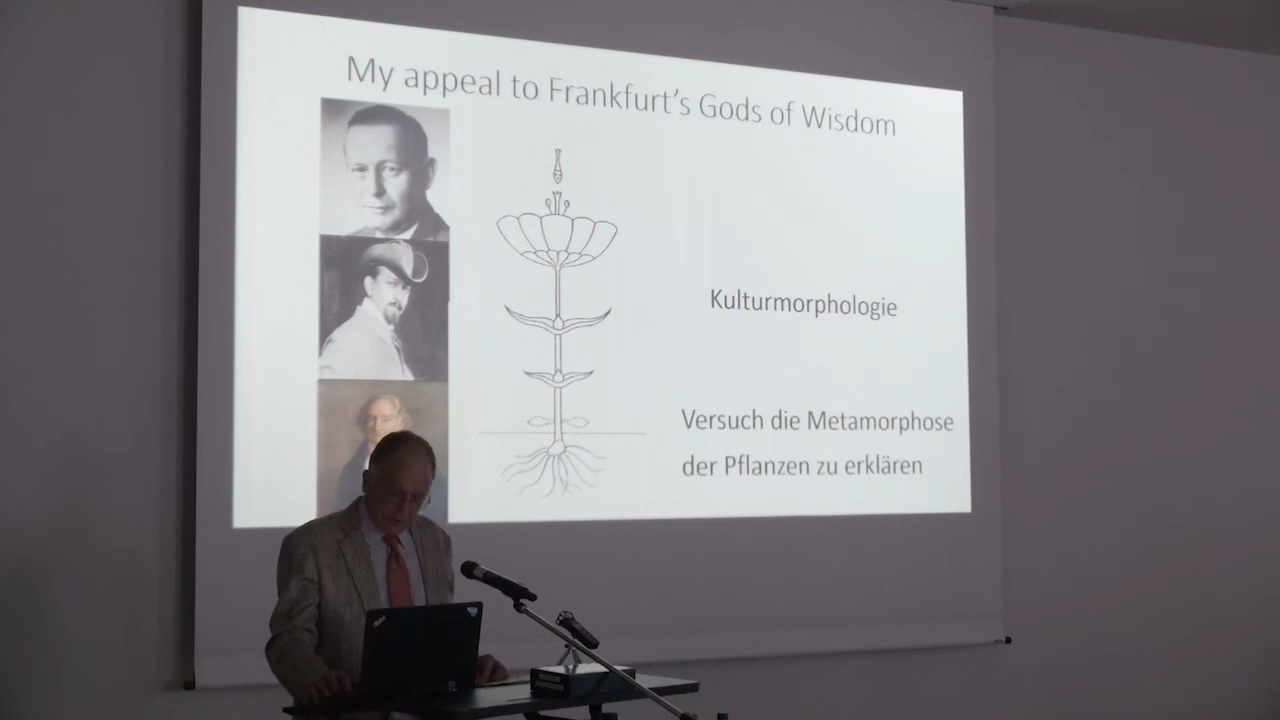 My appeal to Frankfurt's Gods of Wisdom
Kulturmorphologie
Versuch die Metamorphose
der Pflanzen zu erklären